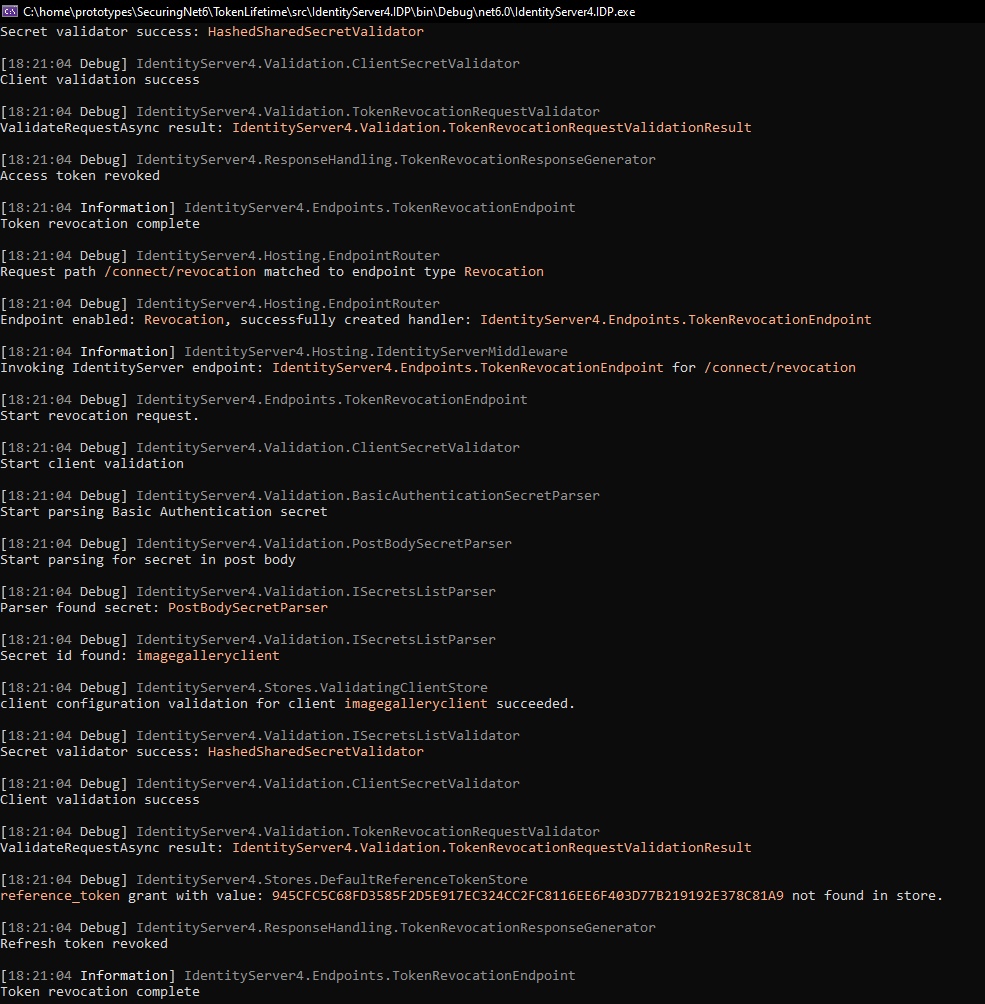 C:\home\prototypes\SecuringNet6\TokenLifetime\src\IdentityServer4.IDP\bin\Debug\net6.0\IdentityServer4.IDP.exe
Secret validator success: HashedSharedSecretValidator
[18:21:04 Debug] IdentityServer4.Validation.ClientSecretValidator
Client validation success
[18:21:04 Debug] IdentityServer4.Validation.TokenRevocationRequestValidator
ValidateRequestAsync result: IdentityServer4.Validation.TokenRevocationRequestValidationResult
[18:21:04 Debug] IdentityServer4.ResponseHandling.TokenRevocationResponseGenerator
Access token revoked
[18:21:04 Information] IdentityServer4.Endpoints.TokenRevocationEndpoint
Token revocation complete
[18:21:04 Debug] IdentityServer4.Hosting.EndpointRouter
Request path /connect/revocation matched to endpoint type Revocation
[18:21:04 Debug] IdentityServer4.Hosting.EndpointRouter
Endpoint enabled: Revocation, successfully created handler: IdentityServer4.Endpoints.TokenRevocationEndpoint
[18:21:04 Information] IdentityServer4.Hosting.IdentityServerMiddleware
Invoking IdentityServer endpoint: IdentityServer4.Endpoints.TokenRevocationEndpoint for /connect/revocation
[18:21:04 Debug] IdentityServer4.Endpoints.TokenRevocationEndpoint
Start revocation request.
[18:21:04 Debug] IdentityServer4.Validation.ClientSecretValidator
Start client validation
[18:21:04 Debug] IdentityServer4.Validation.BasicAuthenticationSecretParser
Start parsing Basic Authentication secret
[18:21:04 Debug] IdentityServer4.Validation.PostBodySecretParser
Start parsing for secret in post body
[18:21:04 Debug] IdentityServer4.Validation.ISecretsListParser
Parser found secret: PostBodySecretParser
[18:21:04 Debug] IdentityServer4.Validation.ISecretsListParser
Secret id found: imagegalleryclient
[18:21:04 Debug] IdentityServer4.Stores.ValidatingClientStore
client configuration validation for client imagegalleryclient succeeded.
[18:21:04 Debug] IdentityServer4.Validation.ISecretsListValidator
Secret validator success: HashedSharedSecretValidator
[18:21:04 Debug] IdentityServer4.Validation.ClientSecretValidator
Client validation success
[18:21:04 Debug] IdentityServer4.Validation.TokenRevocationRequestValidator
ValidateRequestAsync result: IdentityServer4.Validation.TokenRevocationRequestValidationResult
[18:21:04 Debug] IdentityServer4.Stores.DefaultReferenceTokenStore
reference_token grant with value: 945CFC5C68FD3585F2D5E917EC324CC2FC8116EE6F403D77B219192E378C81A9 not found in store.
[18:21:04 Debug] IdentityServer4.ResponseHandling.TokenRevocationResponseGenerator
Refresh token revoked
[18:21:04 Information] IdentityServer4.Endpoints.TokenRevocationEndpoint
Token revocation complete